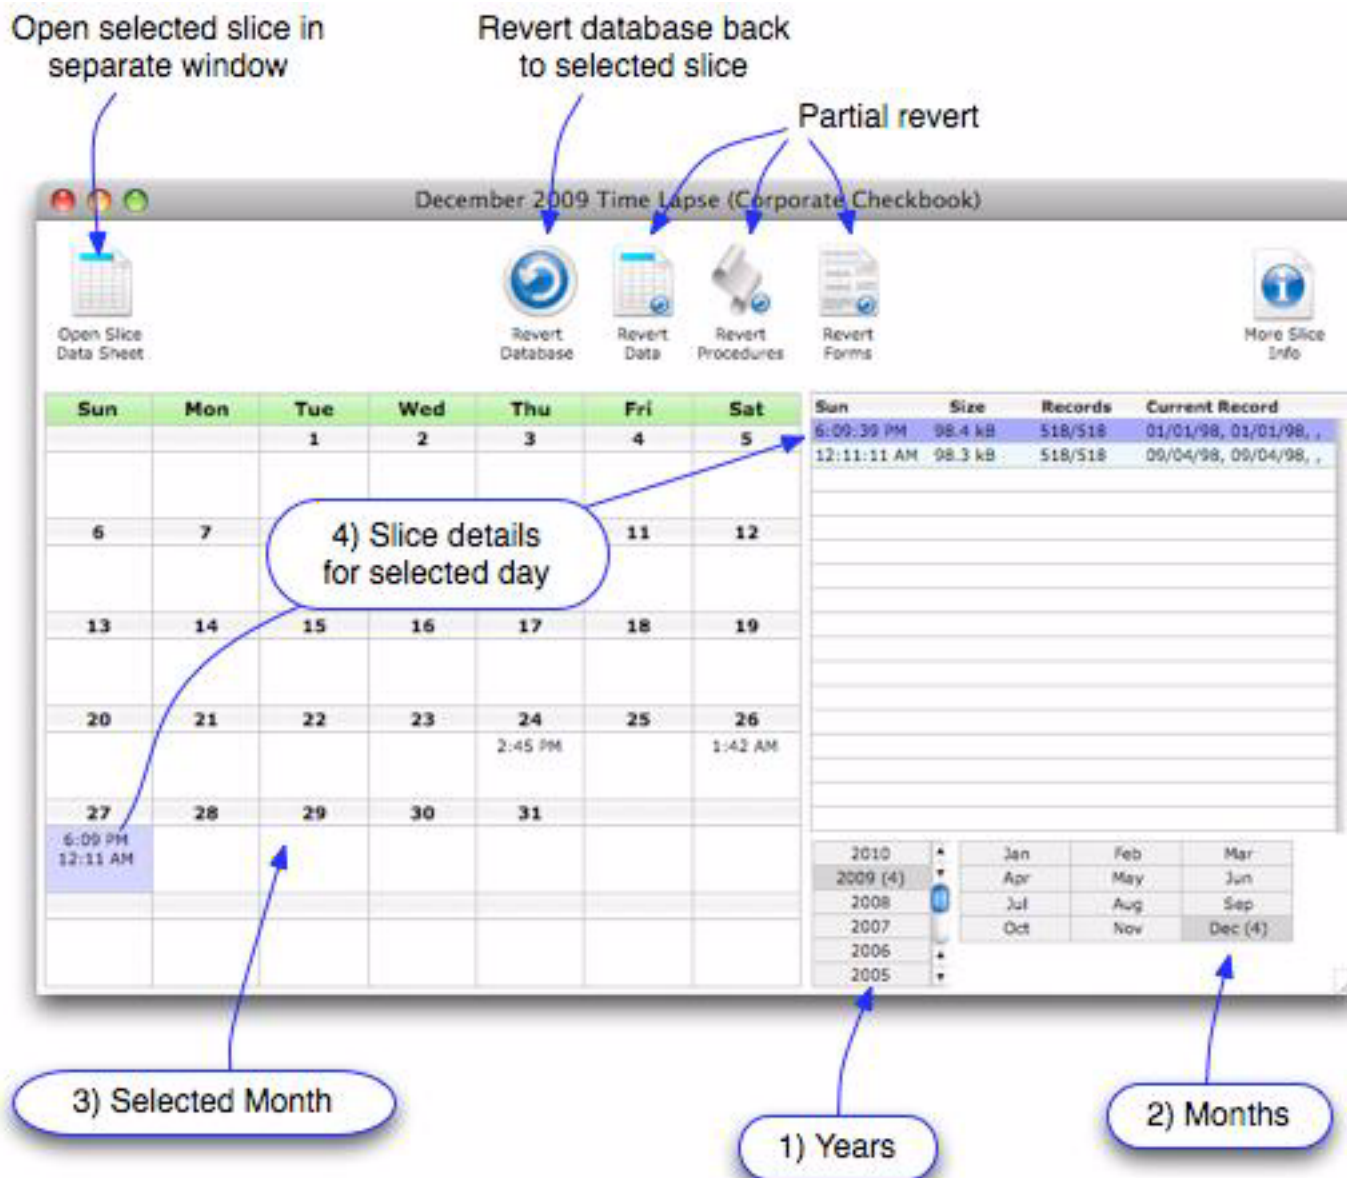 Open selected slice in
separate window
Revert database back
to selected slice
Partial revert
December 2009 Time Lapse (Corporate Checkbook)
Open Slice
Data Sheet
Revert
Database
Revert
Data
Revert
Procedures
Revert
Forms
More Slice
Info
Sun Mon Tue Wed Thu Fri Sat
1 2 3 4 5
6 7 11 12
13 14 15 16 17 18 19
20 21 22 23 24 25 26
2:45 PM 1:42 AM
27 28 29 30 31
6:09 PM
12:11 AM
Sun Size Records Current Record
6:09:39 PM 98.4 kB 518/518 01/01/98, 01/01/98, ,
12:11:11 AM 98.3 kB 518/518 09/04/98, 09/04/98, ,
4) Slice details
for selected day
2010 Jan Feb Mar
2009 (4) Apr May Jun
2008 Jul Aug Sep
2007 Oct Nov Dec (4)
2006
2005
3) Selected Month
1) Years
2) Months